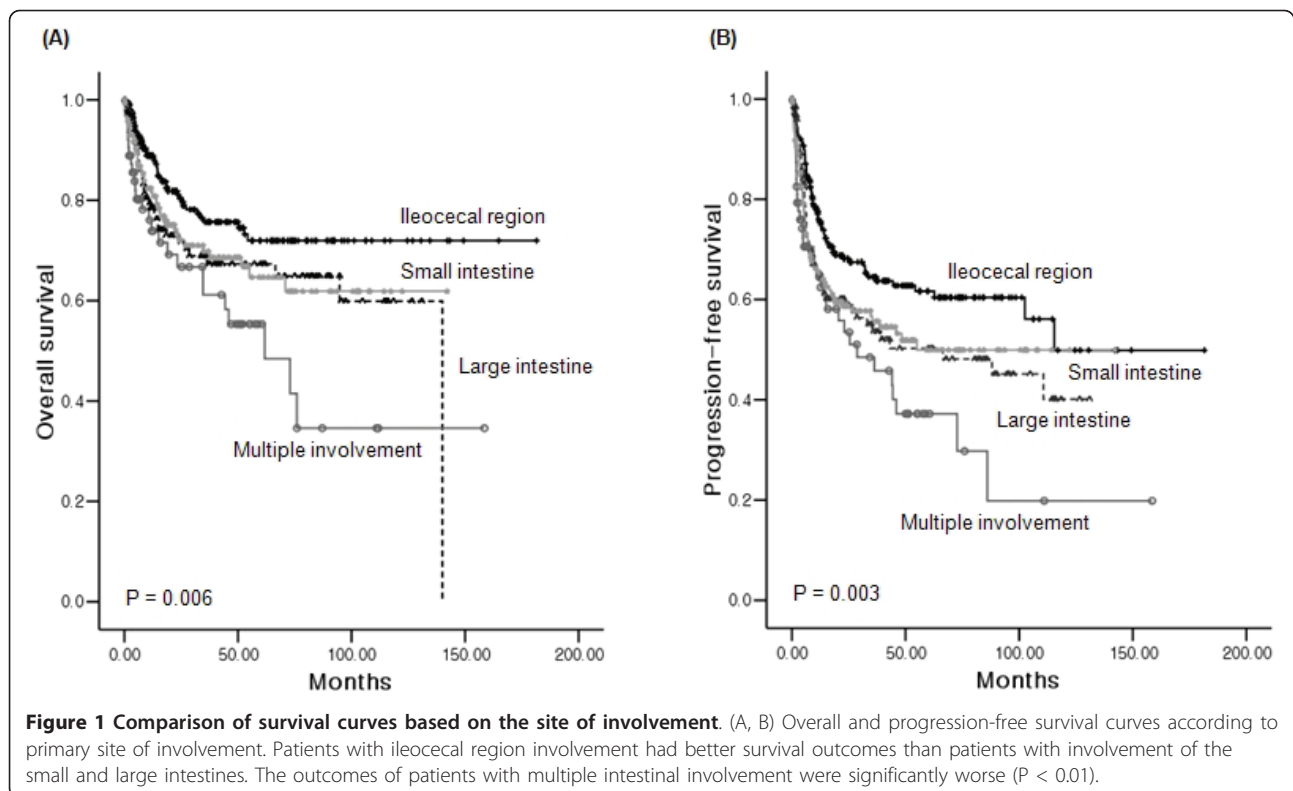 (A)
Overall survival
1.0
0.8
0.6
0.4
0.2
0.0
Ileocecal region
Small intestine
Large intestine
Multiple involvement
P = 0.006
0.00 50.00 100.00 150.00 200.00
Months
(B)
Progression-free survival
1.0
0.8
0.6
0.4
0.2
0.0
Ileocecal region
Small intestine
Large intestine
Multiple involvement
P = 0.003
0.00 50.00 100.00 150.00 200.00
Months
Figure 1 Comparison of survival curves based on the site of involvement. (A, B) Overall and progression-free survival curves according to
primary site of involvement. Patients with ileocecal region involvement had better survival outcomes than patients with involvement of the
small and large intestines. The outcomes of patients with multiple intestinal involvement were significantly worse (P < 0.01).